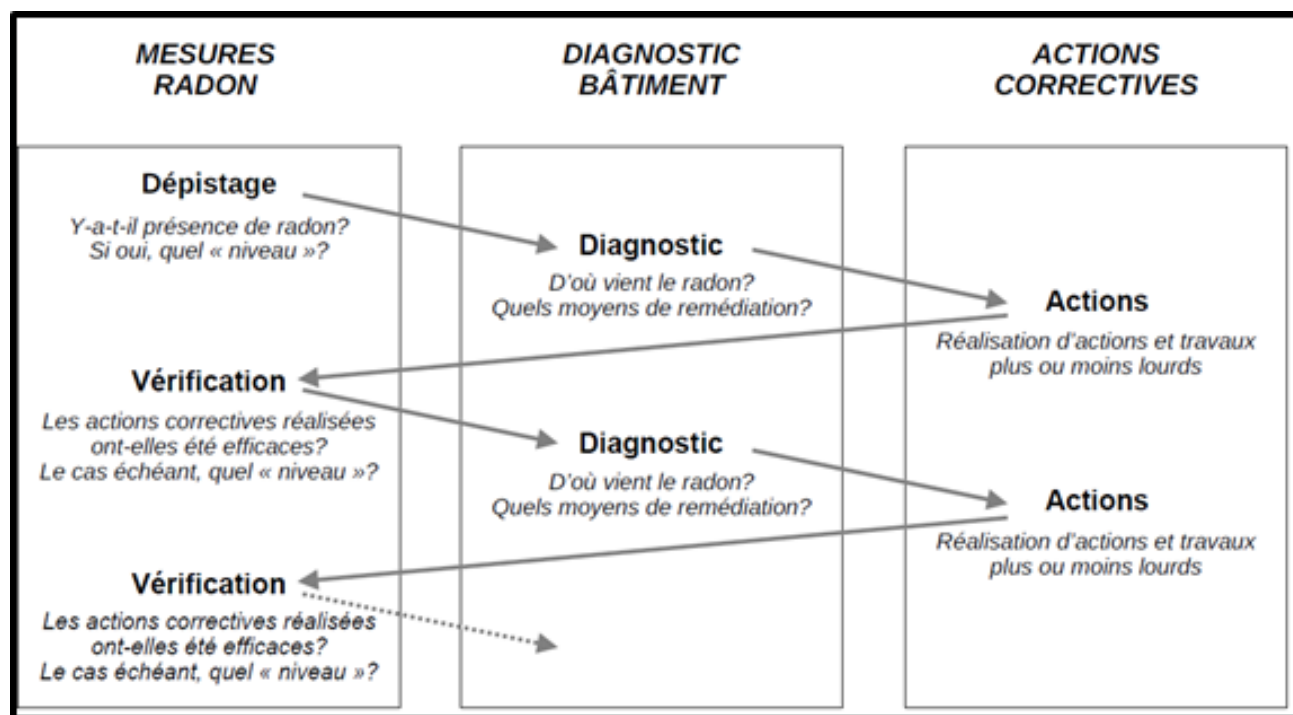 MESURES
RADON
DIAGNOSTIC
BÂTIMENT
ACTIONS
CORRECTIVES
Dépistage
Y-a-t-il présence de radon?
Si oui, quel « niveau »?
Diagnostic
D'où vient le radon?
Quels moyens de remédiation?
Actions
Réalisation d'actions et travaux
plus ou moins lourds
Vérification
Les actions correctives réalisées
ont-elles été efficaces?
Le cas échéant, quel « niveau »?
Diagnostic
D'où vient le radon?
Quels moyens de remédiation?
Actions
Réalisation d'actions et travaux
plus ou moins lourds
Vérification
Les actions correctives réalisées
ont-elles été efficaces?
Le cas échéant, quel « niveau »?